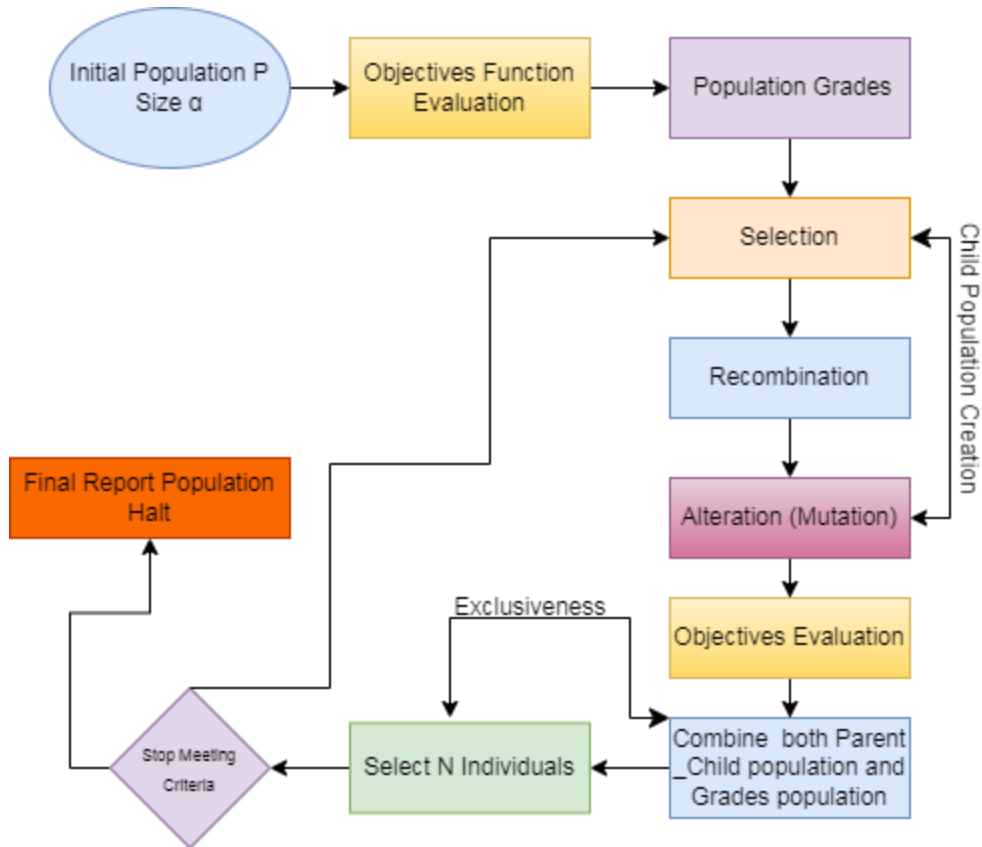 Initial Population P
Size α
Objectives Function
Evaluation
Population Grades
Selection
Child Population Creation
Recombination
Final Report Population
Halt
Alteration (Mutation)
Exclusiveness
Objectives Evaluation
Stop Meeting
Criteria
Select N Individuals
Combine both Parent
_Child population and
Grades population